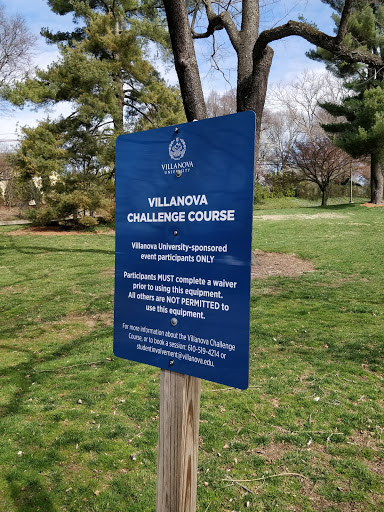 VILLANOVA
UNIVERSITY
VILLANOVA
CHALLENGE COURSE
Villanova University-sponsored
event participants ONLY
Participants MUST complete a waiver
prior to using this equipment.
All others are NOT PERMITTED to
use this equipment.
For more information about the Villanova Challenge
Course, or to book a session: 610-519-4214 or
studentinvolvement@villanova.edu.